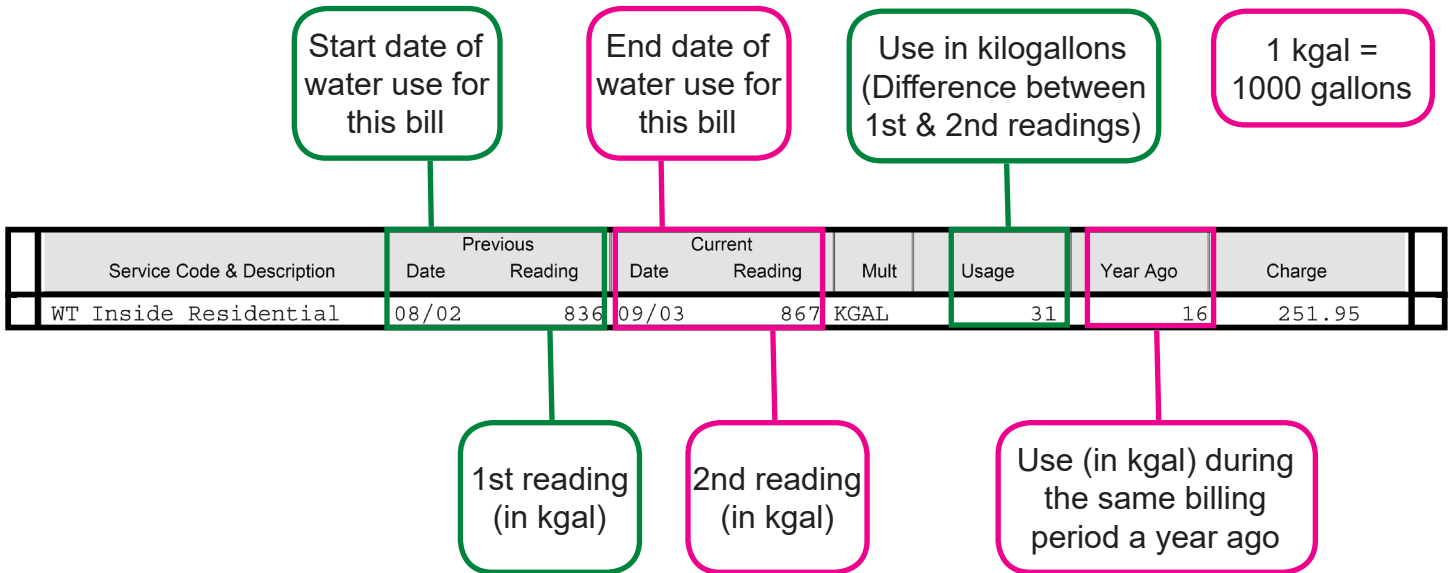 Start date of
water use for
this bill
End date of
water use for
this bill
Use in kilogallons
(Difference between
1st & 2nd readings)
1 kgal =
1000 gallons
Previous Current
Service Code & Description Date Reading Date Reading Mult Usage Year Ago Charge
WT Inside Residential 08/02 836 09/03 867 KGAL 31 16 251.95
1st reading
(in kgal)
2nd reading
(in kgal)
Use (in kgal) during
the same billing
period a year ago